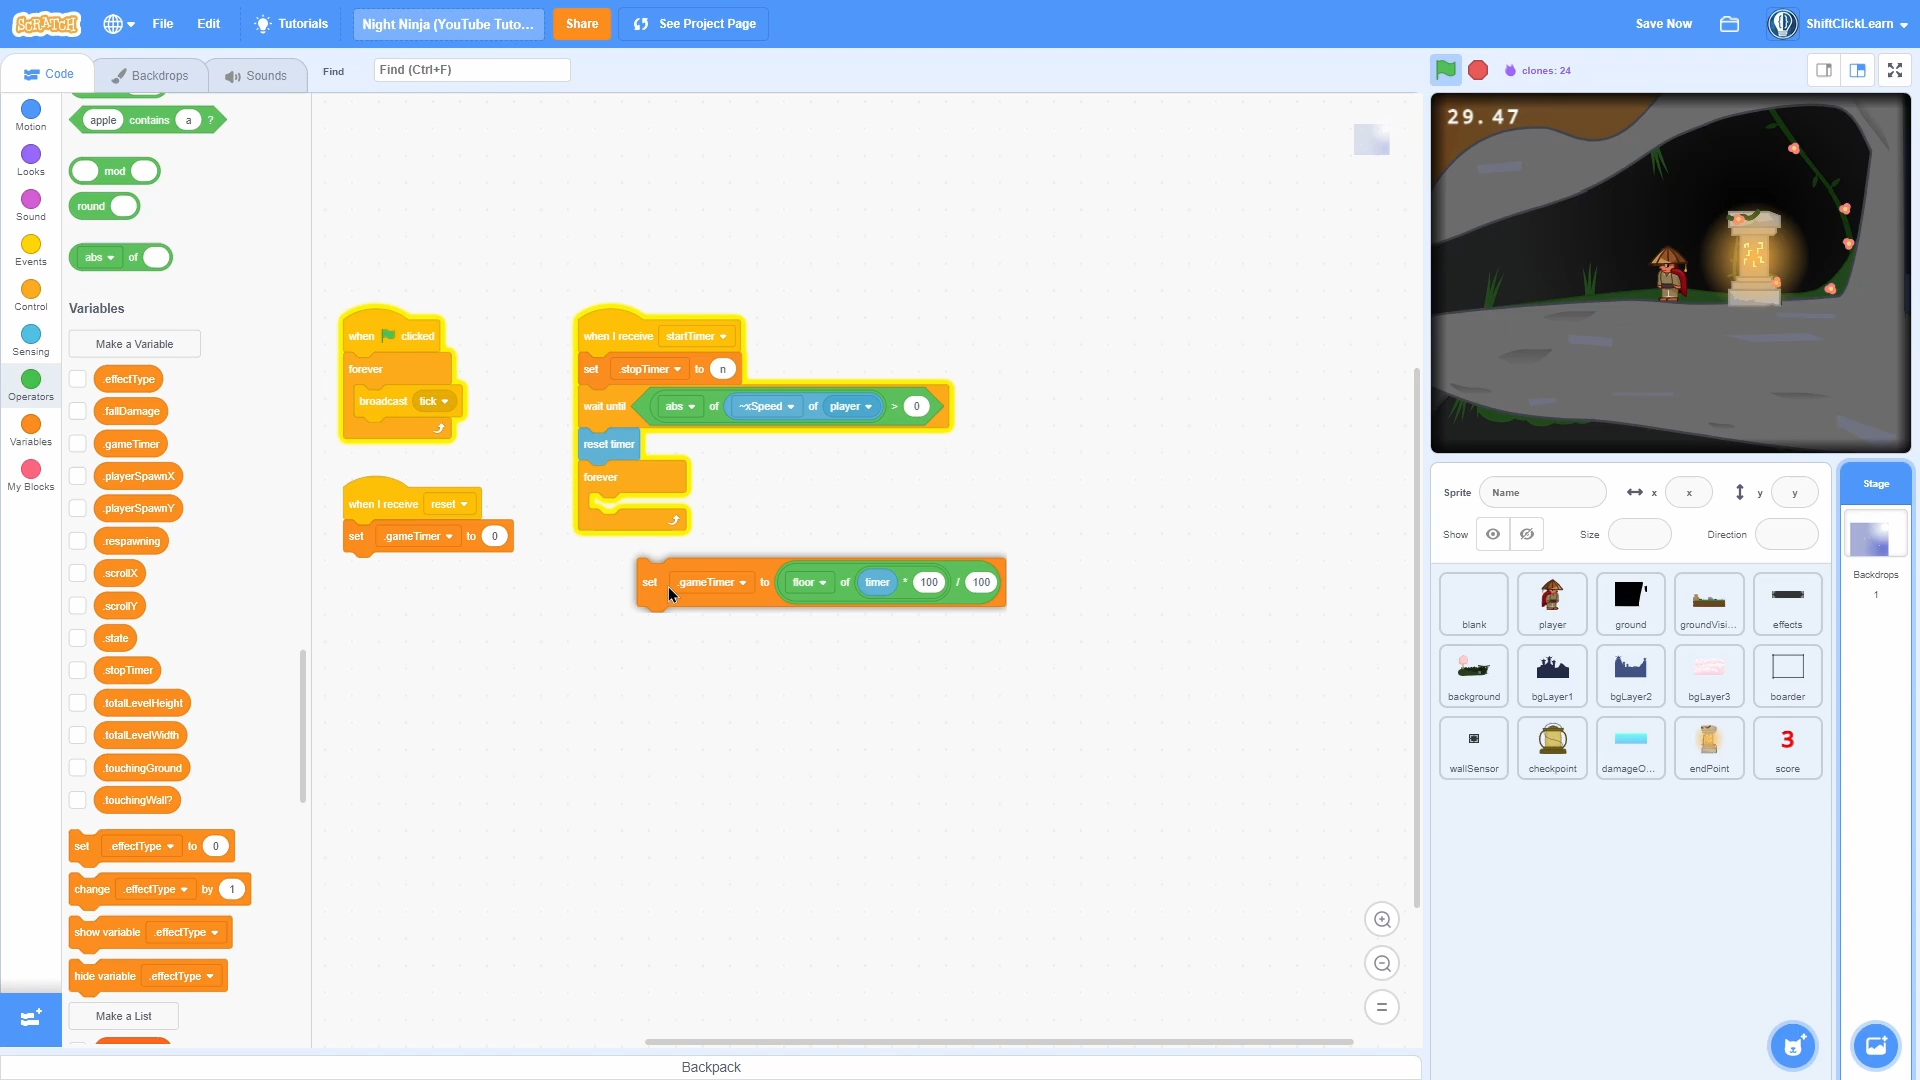 SCRATCH
File
Edit
Tutorials
Night Ninja (YouTube Tuto...
Share
See Project Page
Save Now
ShiftClickLearn
Code
Backdrops
Sounds
Find
Find (Ctrl+F)
clones: 24
Motion
Looks
Sound
Events
Control
Sensing
Operators
Variables
My Blocks
apple contains a ?
mod
round
abs of
Variables
Make a Variable
.effectType
.fallDamage
.gameTimer
.playerSpawnX
.playerSpawnY
.respawning
.scrollX
.scrollY
.state
.stopTimer
.totalLevelHeight
.totalLevelWidth
.touchingGround
.touchingWall?
set .effectType to 0
change .effectType by 1
show variable .effectType
hide variable .effectType
Make a List
when clicked
forever
broadcast tick
when I receive reset
set .gameTimer to 0
when I receive startTimer
set .stopTimer to n
wait until abs of ~xSpeed of player > 0
reset timer
forever
set .gameTimer to floor of timer * 100 / 100
29.47
Sprite Name x x y y
Show Size Direction
blank
player
ground
groundVisi...
effects
background
bgLayer1
bgLayer2
bgLayer3
boarder
wallSensor
checkpoint
damageO...
endPoint
3
score
Stage
Backdrops
1
Backpack